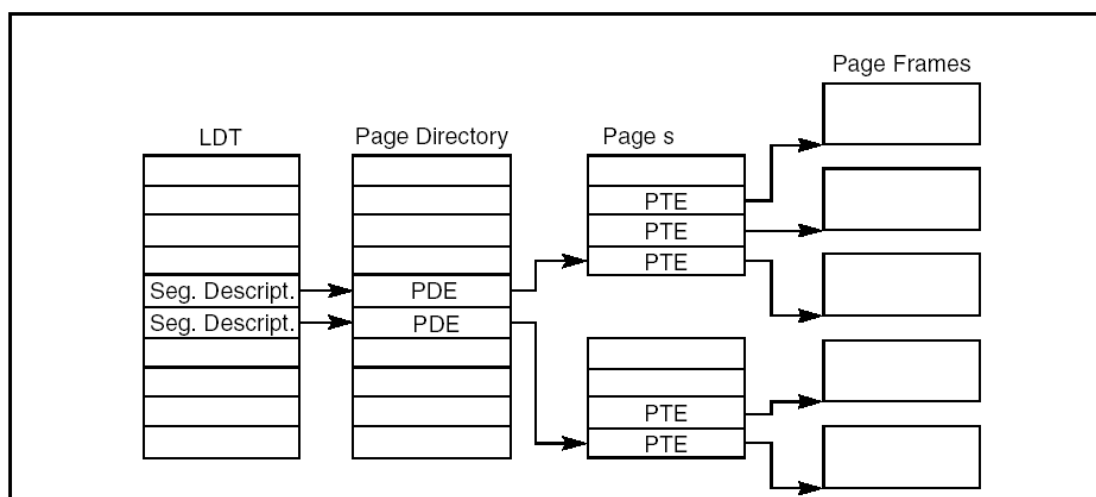 Page Frames
LDT
Page Directory
Page s
PTE
PTE
PTE
Seg. Descript.
PDE
Seg. Descript.
PDE
PTE
PTE